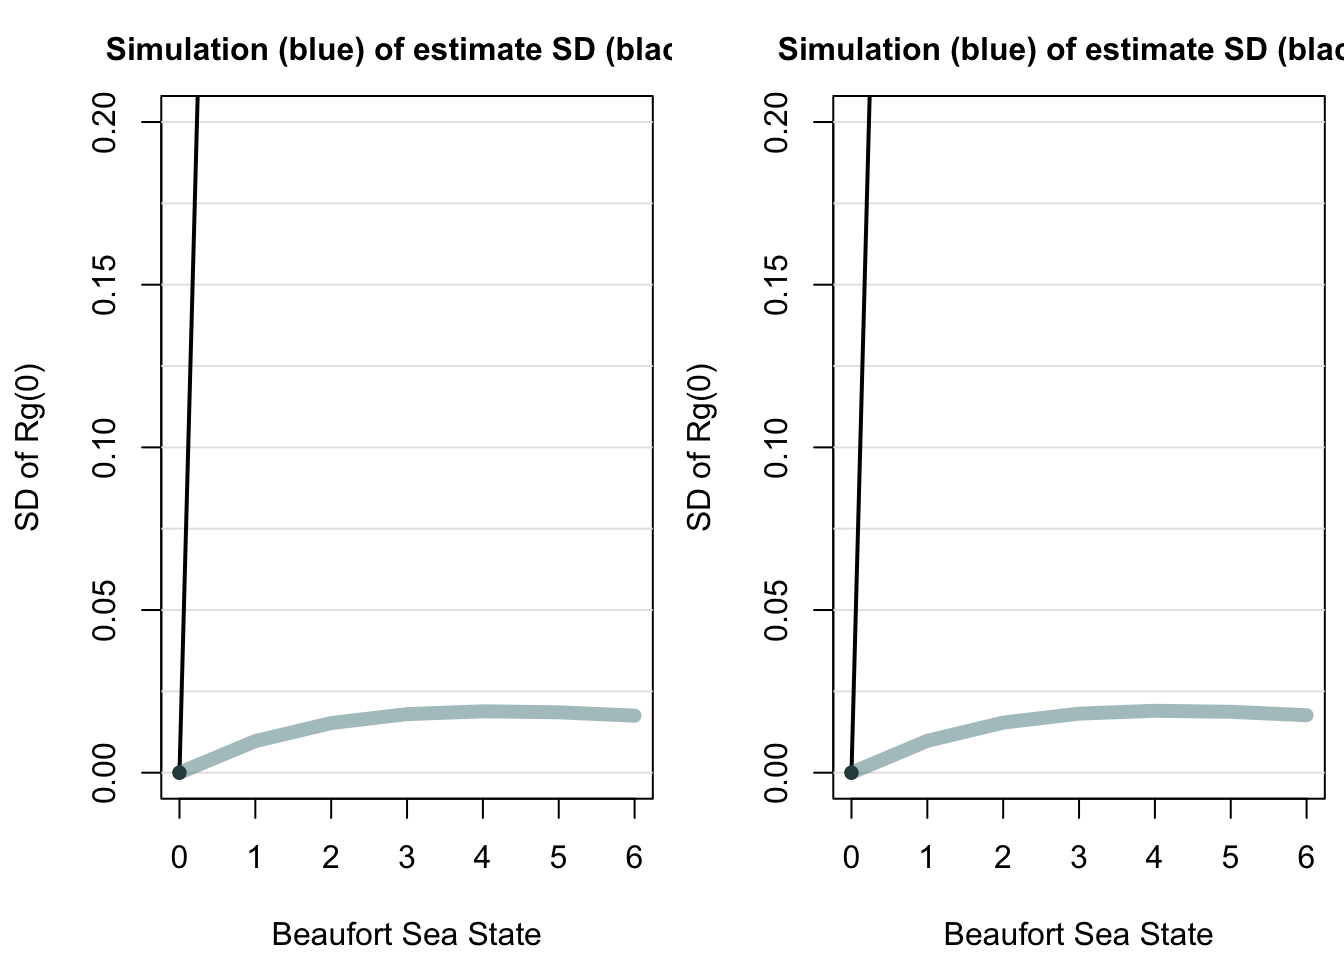 Simulation (blue) of estimate SD (blac
0.20
0.15
0.10
0.05
0.00
SD of Rg(0)
0 1 2 3 4 5 6
Beaufort Sea State
Simulation (blue) of estimate SD (blac
0.20
0.15
0.10
0.05
0.00
SD of Rg(0)
0 1 2 3 4 5 6
Beaufort Sea State